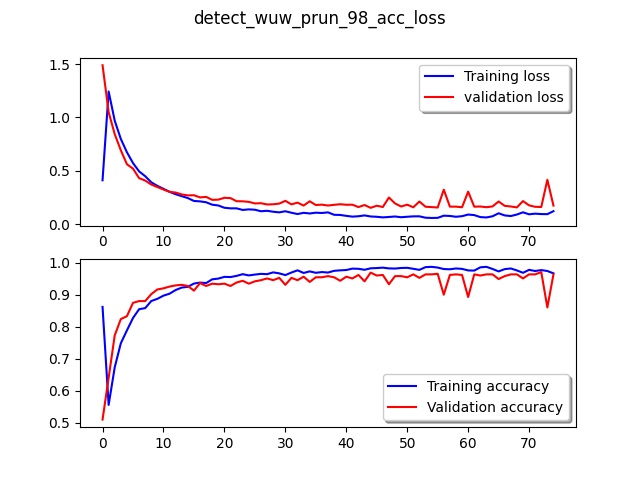 detect_wuw_prun_98_acc_loss
1.5
1.0
0.5
0.0
Training loss
validation loss
0 10 20 30 40 50 60 70
1.0
0.9
0.8
0.7
0.6
0.5
Training accuracy
Validation accuracy
0 10 20 30 40 50 60 70